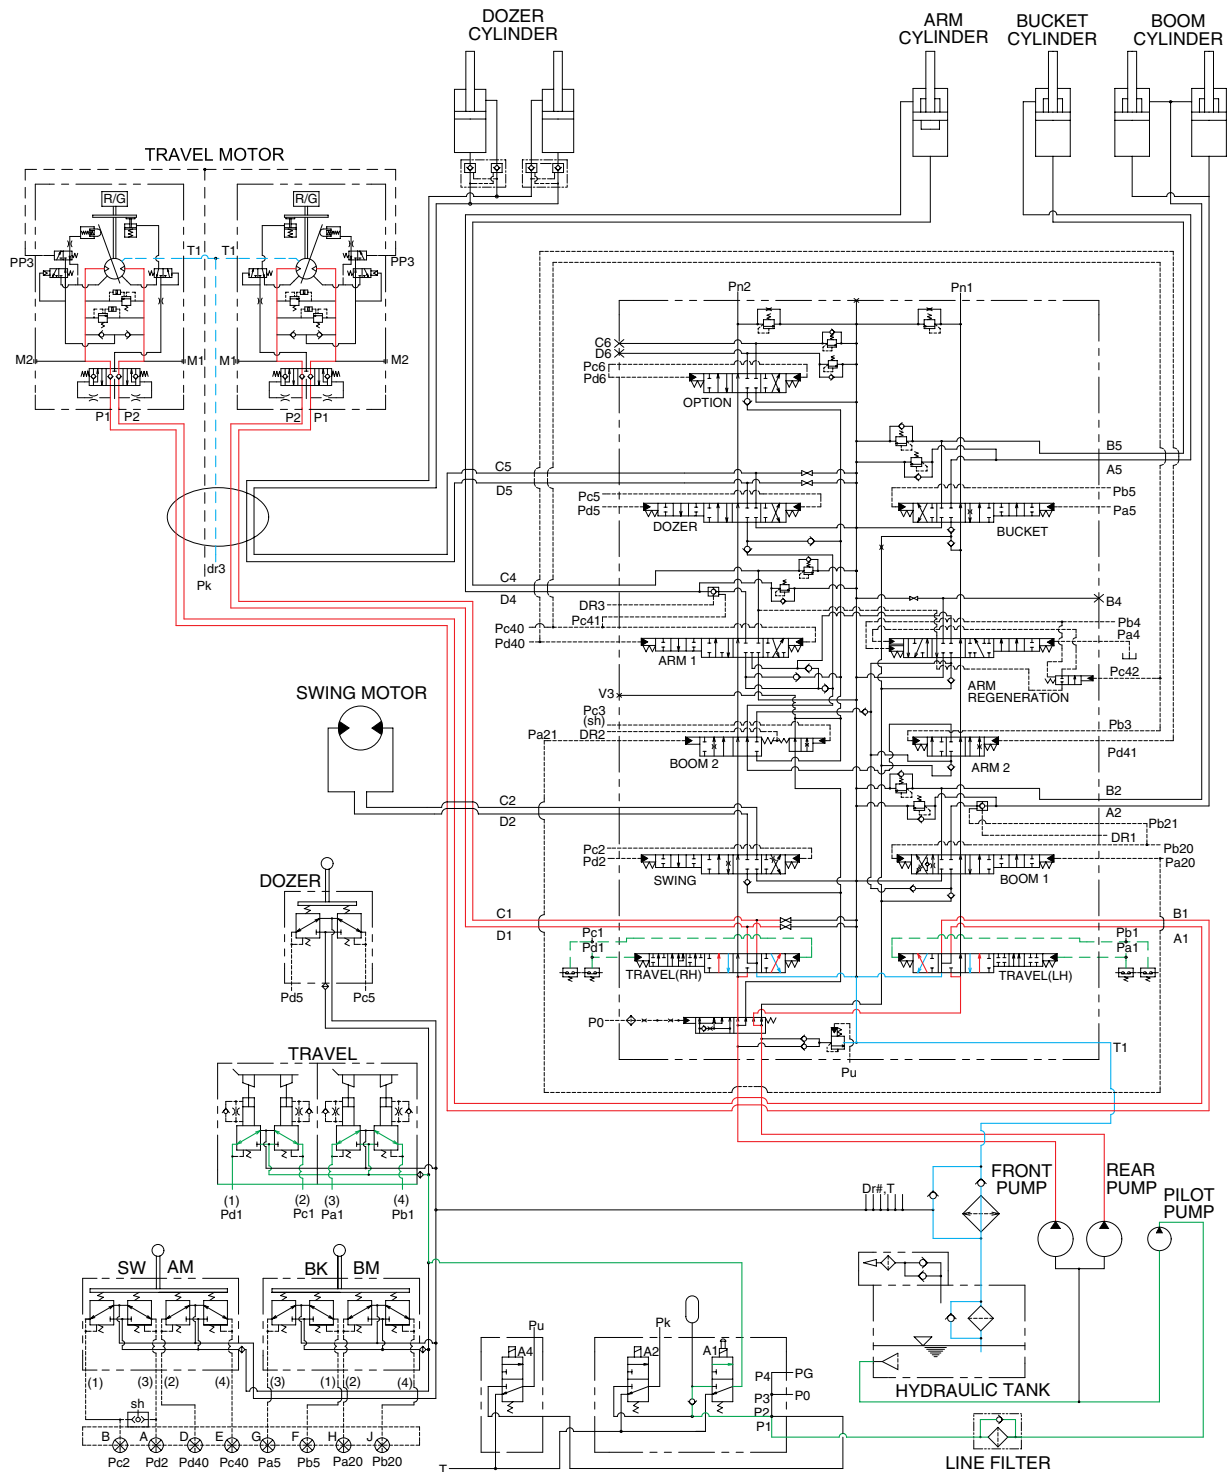 DOZER
CYLINDER
ARM
CYLINDER
BUCKET
CYLINDER
BOOM
CYLINDER
TRAVEL MOTOR
R/G
R/G
T1
T1
PP3
PP3
M2
M1
M1
M2
P1
P2
P2
P1
dr3
Pk
Pn2
Pn1
C6
D6
Pc6
Pd6
OPTION
B5
A5
C5
D5
Pc5
Pd5
DOZER
Pb5
Pa5
BUCKET
C4
D4
DR3
Pc41
Pc40
Pd40
ARM 1
B4
Pb4
Pa4
Pc42
ARM
REGENERATION
SWING MOTOR
V3
Pc3
(sh)
DR2
Pa21
BOOM 2
Pb3
Pd41
ARM 2
C2
D2
B2
A2
Pb21
DR1
Pb20
Pa20
Pc2
Pd2
SWING
BOOM 1
DOZER
Pd5
Pc5
C1
D1
B1
A1
Pc1
Pd1
TRAVEL(RH)
Pb1
Pa1
TRAVEL(LH)
P0
Pu
T1
TRAVEL
(1)
Pd1
(2)
Pc1
(3)
Pa1
(4)
Pb1
Dr#,T
FRONT
PUMP
REAR
PUMP
PILOT
PUMP
SW
AM
BK
BM
(1)
(3)
(2)
(4)
(3)
(1)
(2)
(4)
sh
B
A
D
E
G
F
H
J
Pc2
Pd2
Pd40
Pc40
Pa5
Pb5
Pa20
Pb20
Pu
A4
Pk
A2
A1
P4
PG
P3
P0
P2
P1
T
HYDRAULIC TANK
LINE FILTER